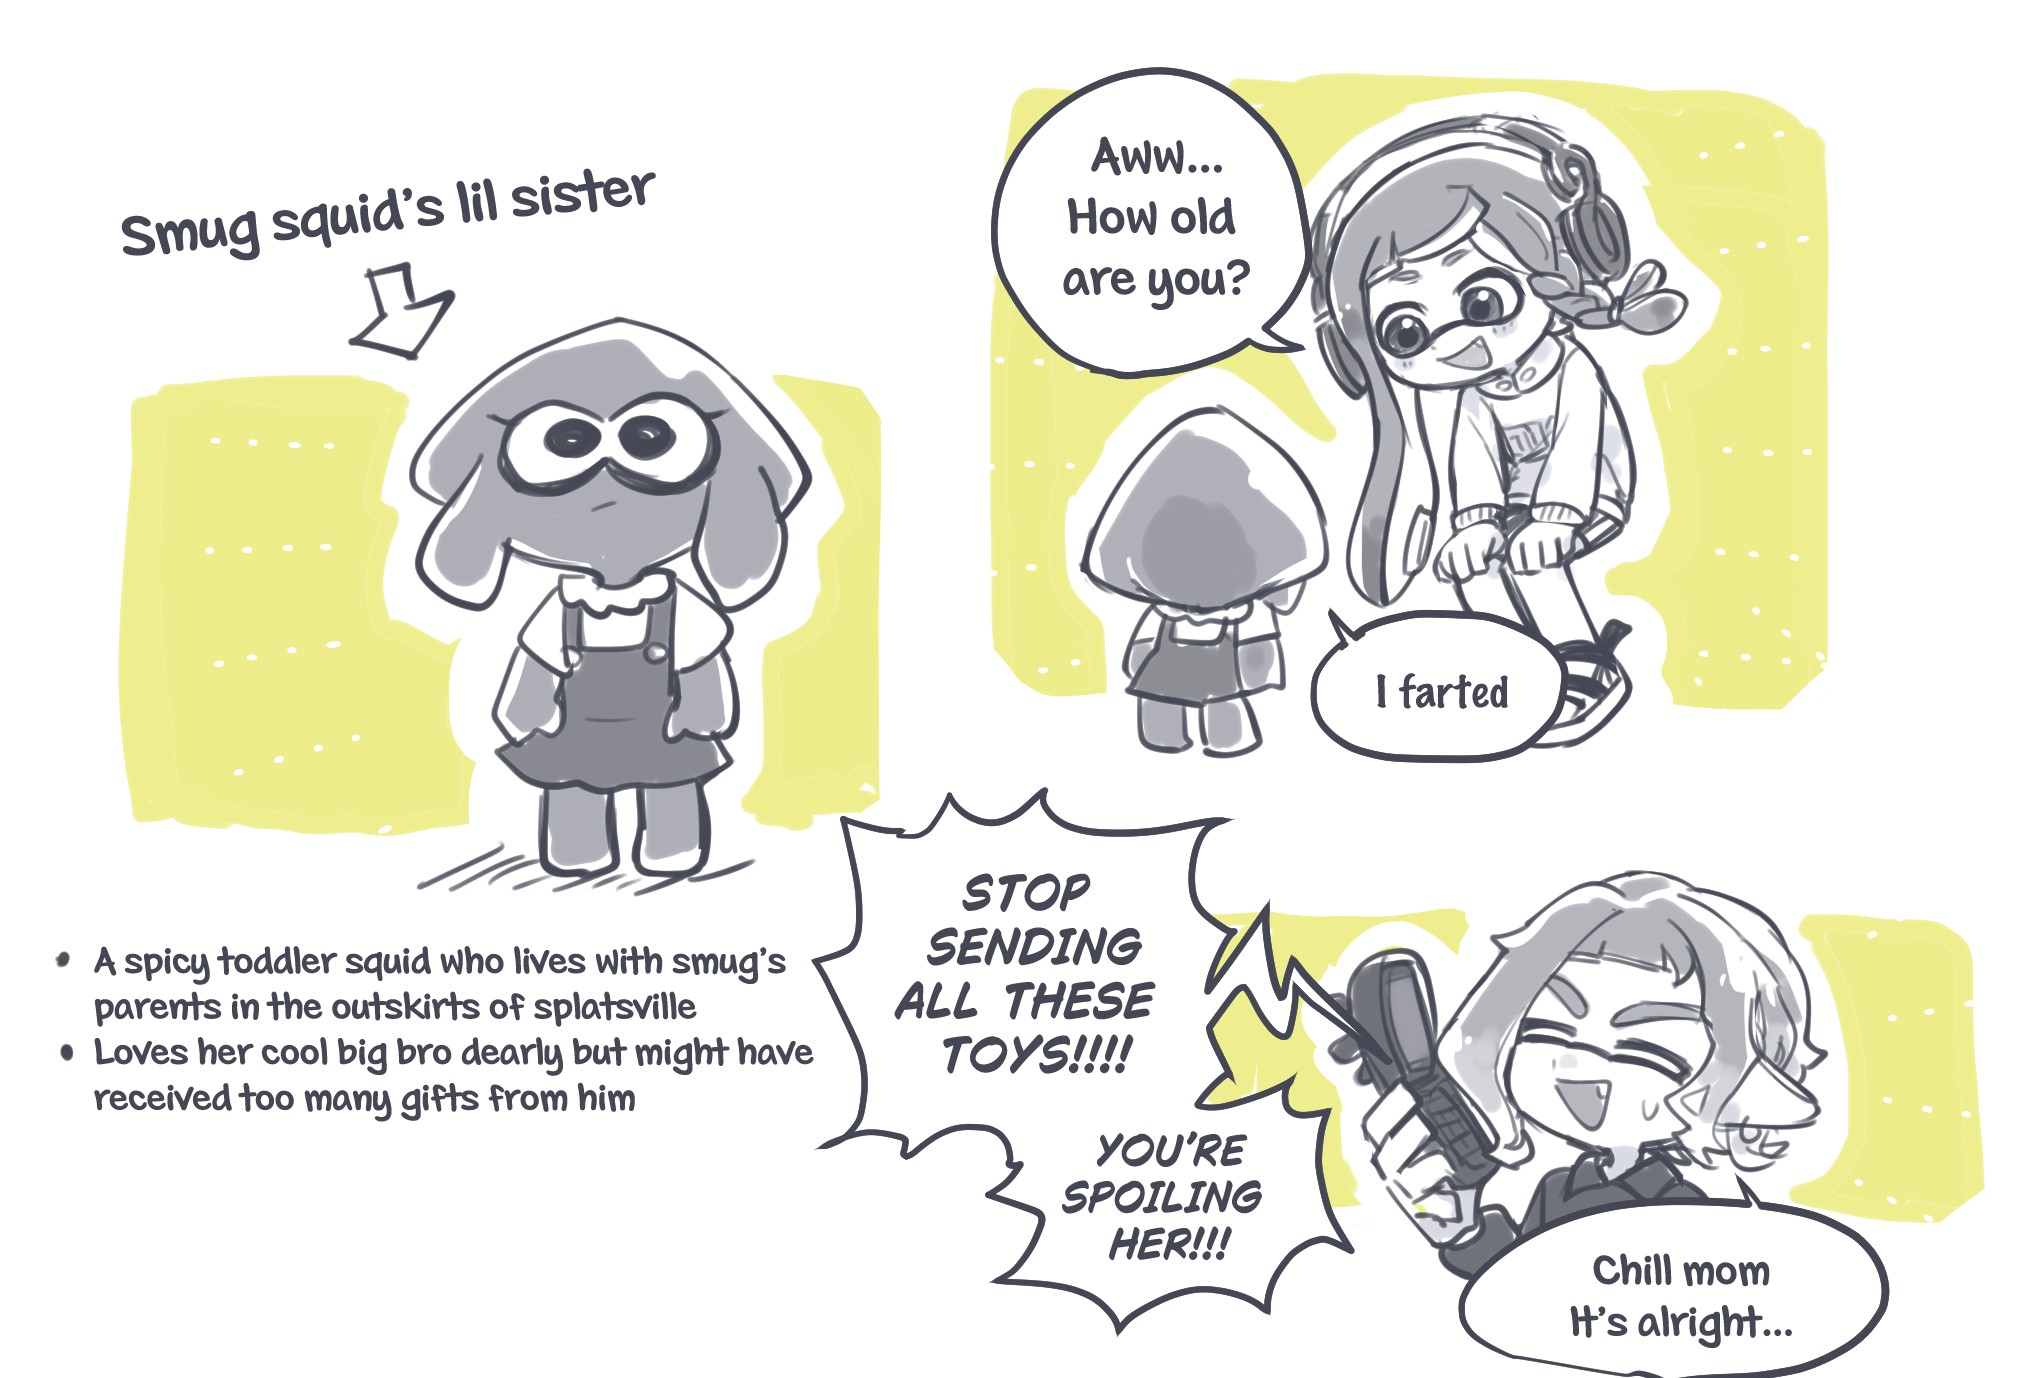 Smug squid's lil sister
A spicy toddler squid who lives with smug's
parents in the outskirts of splatsville
Loves her cool big bro dearly but might have
received too many gifts from him
Aww...
How old
are you?
I farted
STOP
SENDING
ALL THESE
TOYS!!!!
YOU'RE
SPOILING
HER!!!
Chill mom
It's alright...